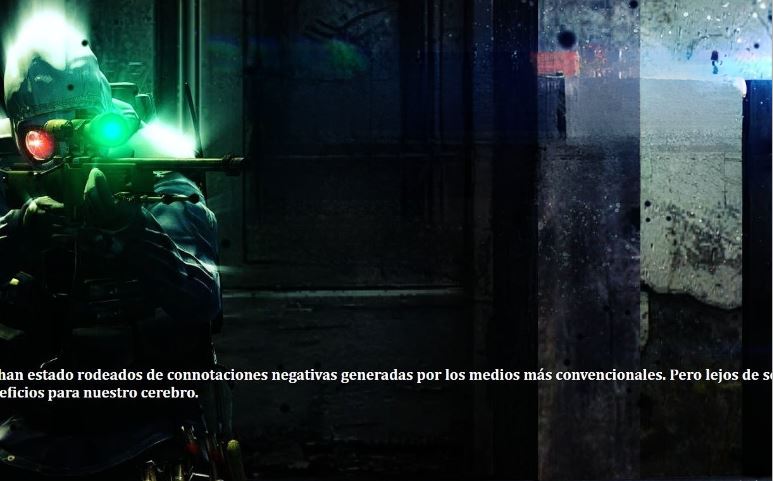 han estado rodeados de connotaciones negativas generadas por los medios más convencionales. Pero lejos de s
eficios para nuestro cerebro.